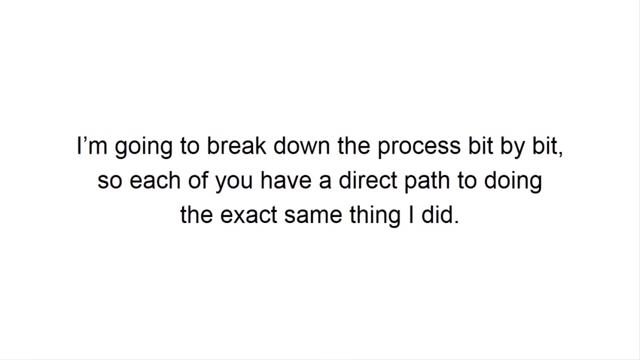 I’m going to break down the process bit by bit,
so each of you have a direct path to doing
the exact same thing I did.